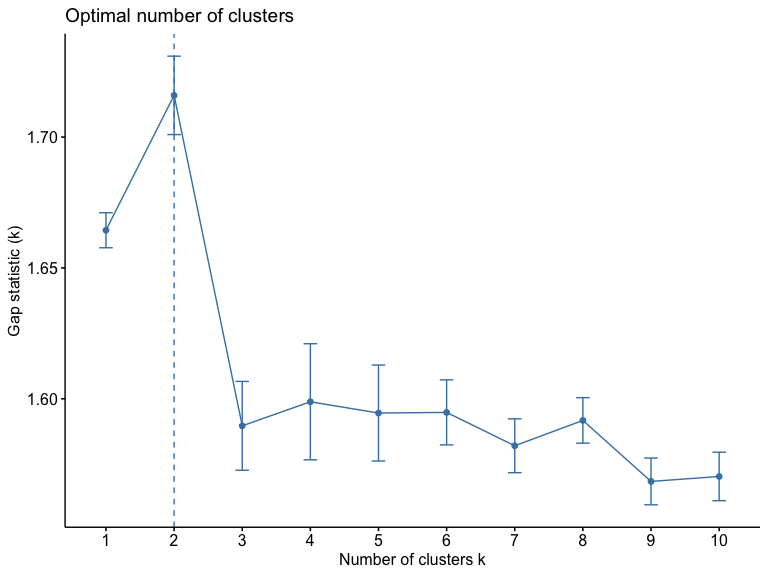 Optimal number of clusters
Gap statistic (k)
1.70
1.65
1.60
1 2 3 4 5 6 7 8 9 10
Number of clusters k